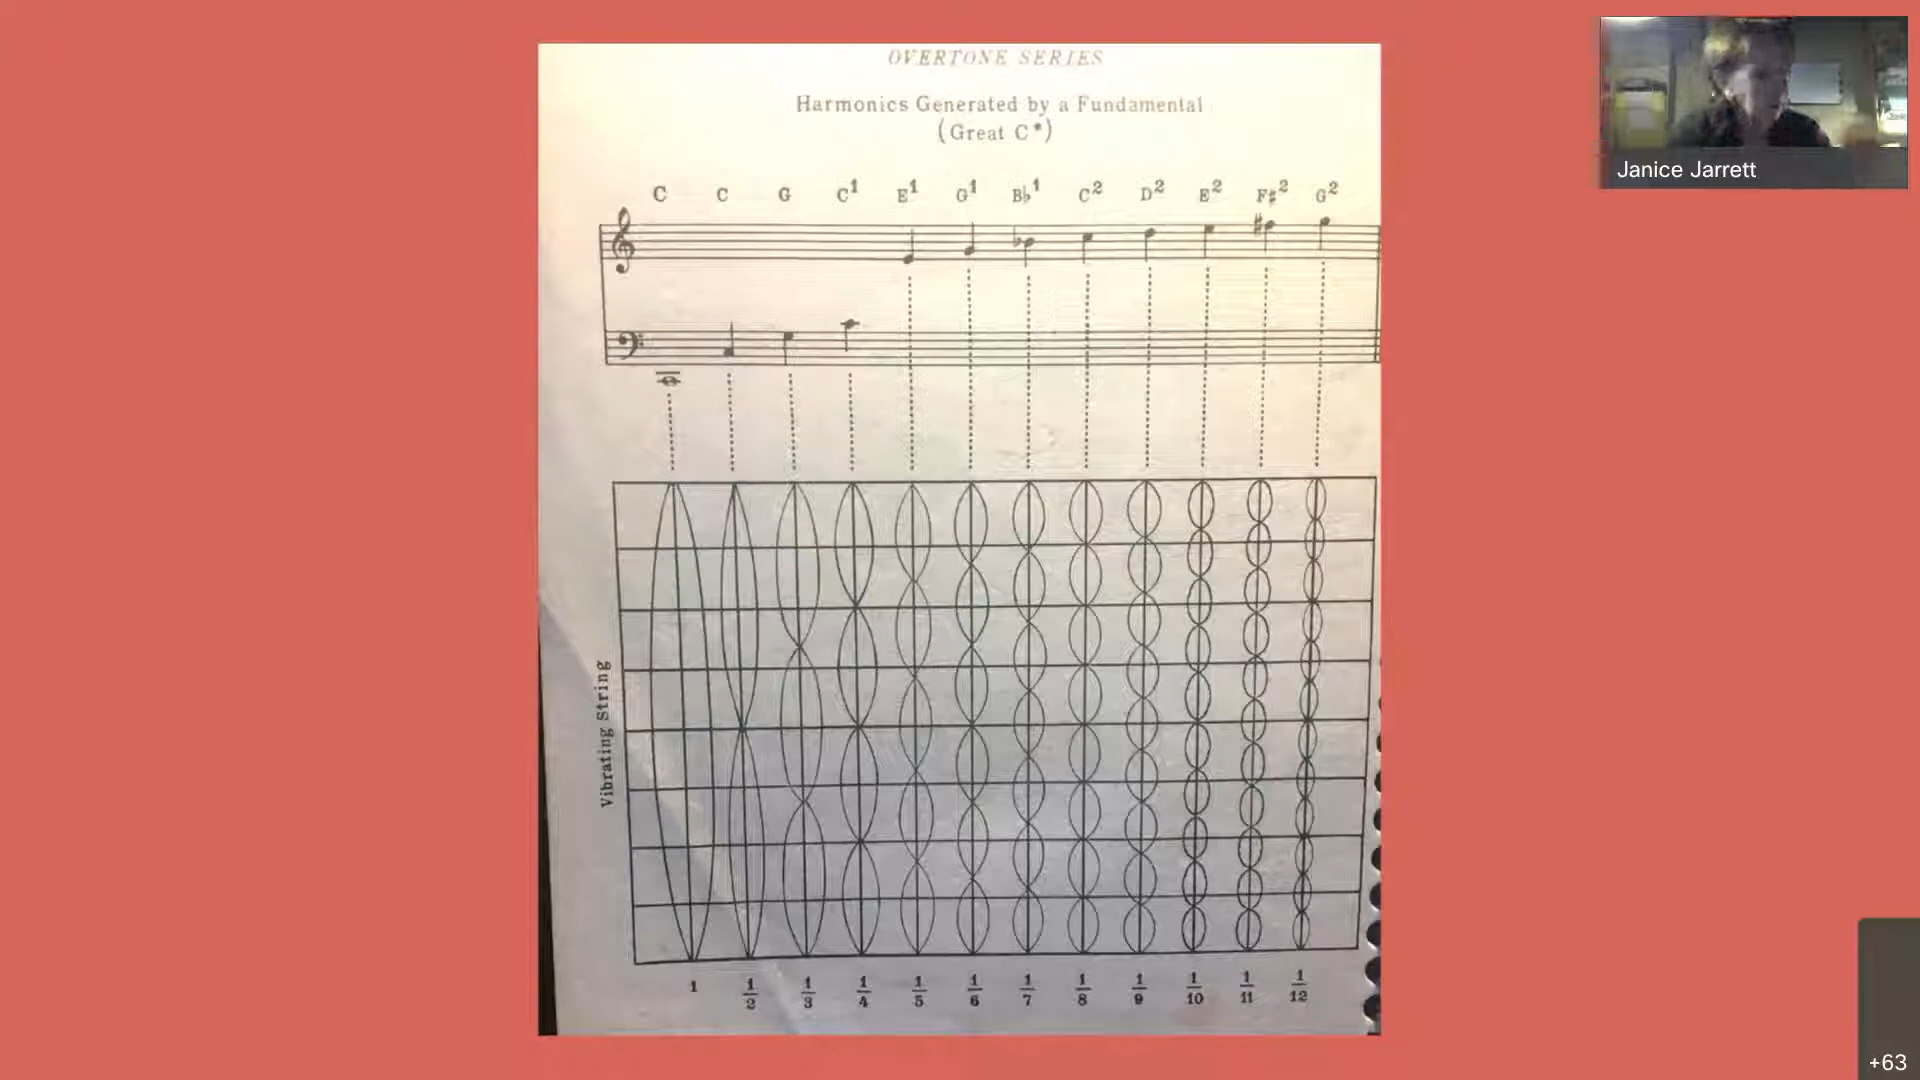 OVERTONE SERIES
Harmonics Generated by a Fundamental
(Great C*)
C C G C¹ E¹ G¹ B♭¹ C² D² E² F♯² G²
Vibrating String
1 1/2 1/3 1/4 1/5 1/6 1/7 1/8 1/9 1/10 1/11 1/12
Janice Jarrett
+63